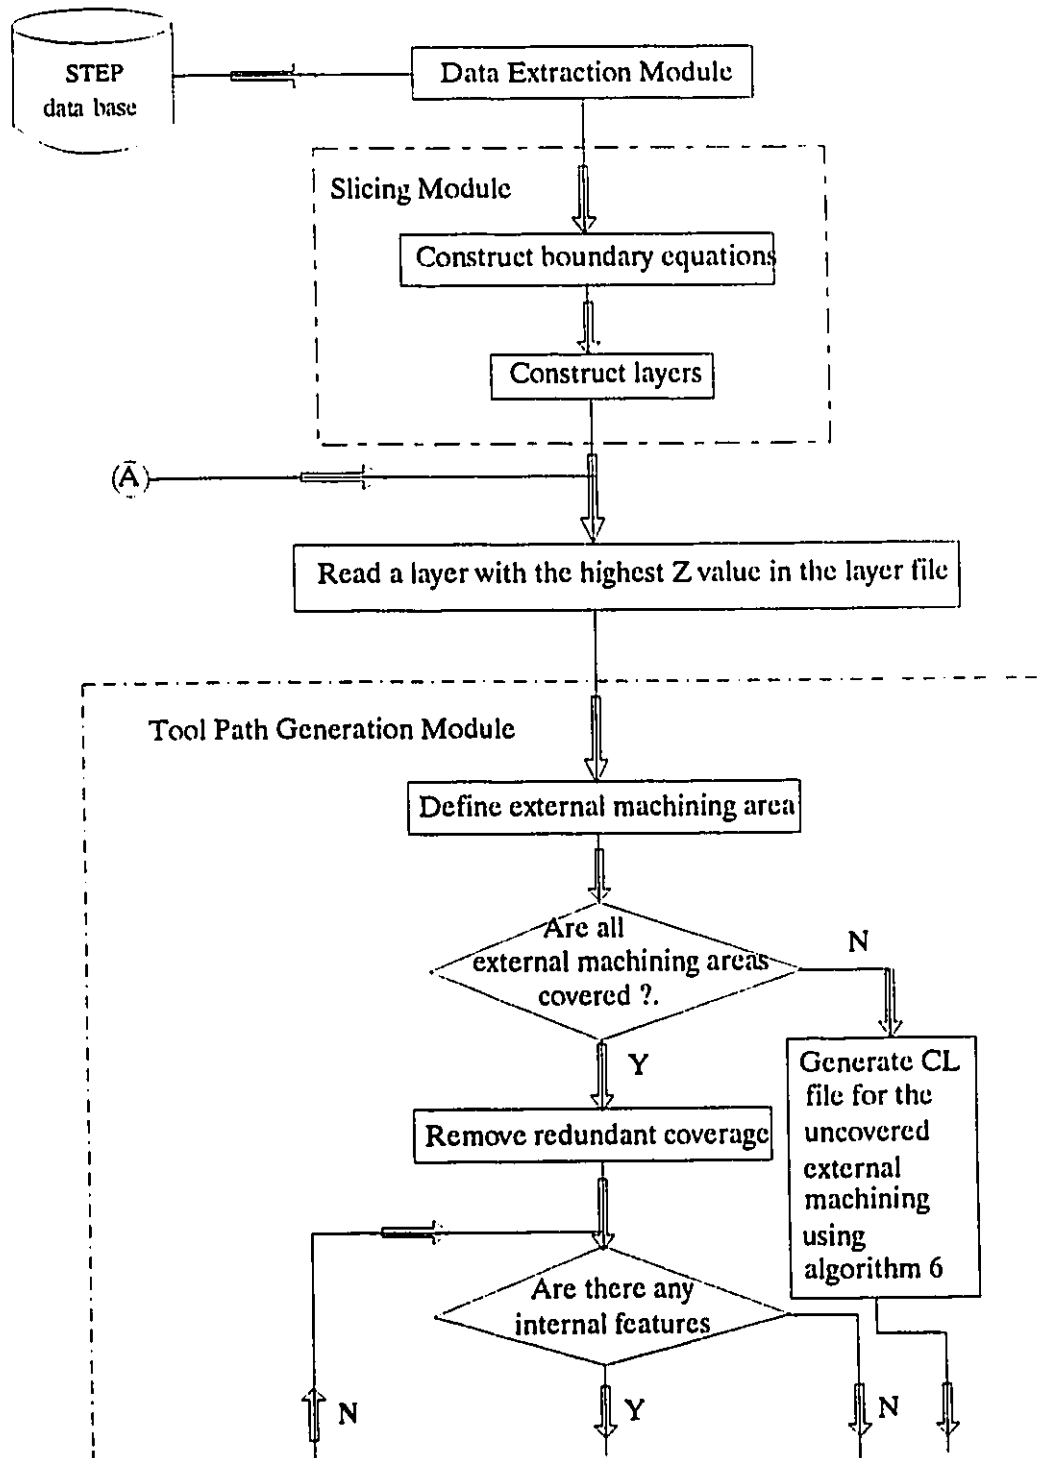 STEP
data base
Data Extraction Module
Slicing Module
Construct boundary equations
Construct layers
A
Read a layer with the highest Z value in the layer file
Tool Path Generation Module
Define external machining area
Are all
external machining areas
covered ?.
N
Y
Generate CL
file for the
uncovered
external
machining
using
algorithm 6
Remove redundant coverage
Are there any
internal features
N
Y
N